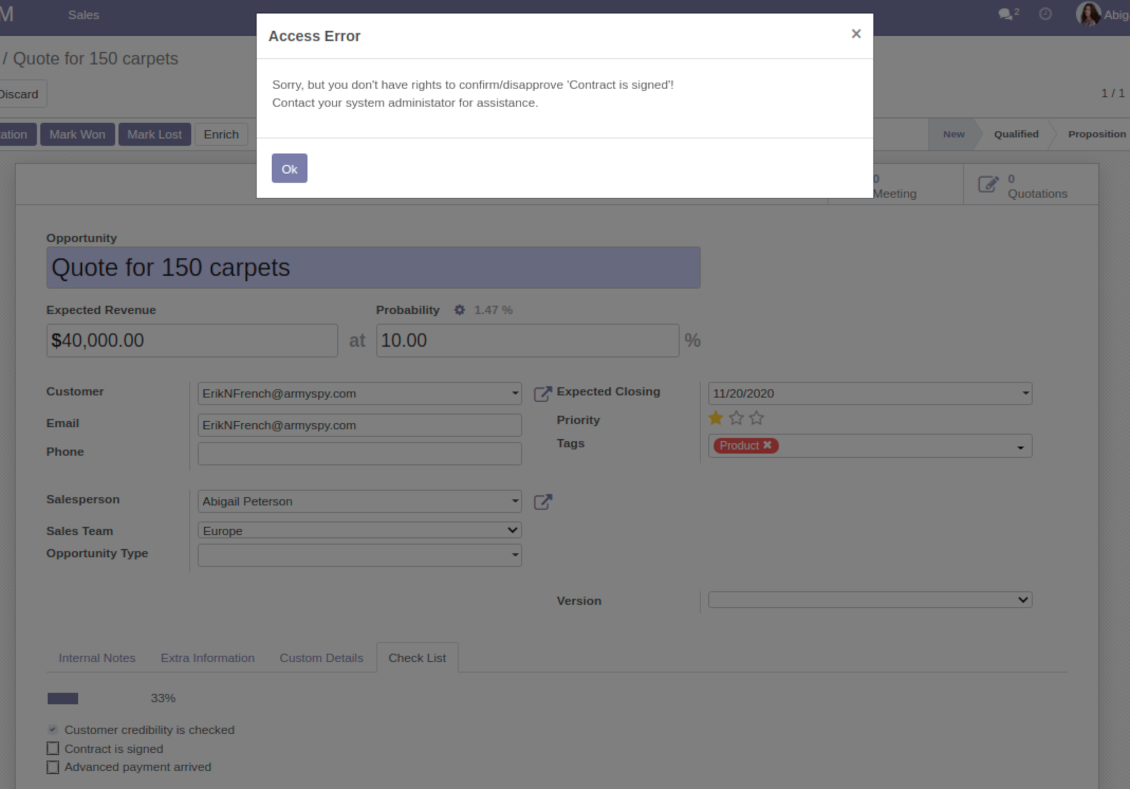 M Sales 2 Abig
/ Quote for 150 carpets
Discard 1 / 1
tation Mark Won Mark Lost Enrich New Qualified Proposition
Access Error ×
Sorry, but you don't have rights to confirm/disapprove 'Contract is signed'!
Contact your system administator for assistance.
Ok
0 Meeting
0 Quotations
Opportunity
Quote for 150 carpets
Expected Revenue Probability 1.47 %
$40,000.00 at 10.00 %
Customer ErikNFrench@armyspy.com Expected Closing 11/20/2020
Email ErikNFrench@armyspy.com Priority
Phone Tags Product ✖
Salesperson Abigail Peterson
Sales Team Europe
Opportunity Type
Version
Internal Notes Extra Information Custom Details Check List
33%
Customer credibility is checked
Contract is signed
Advanced payment arrived